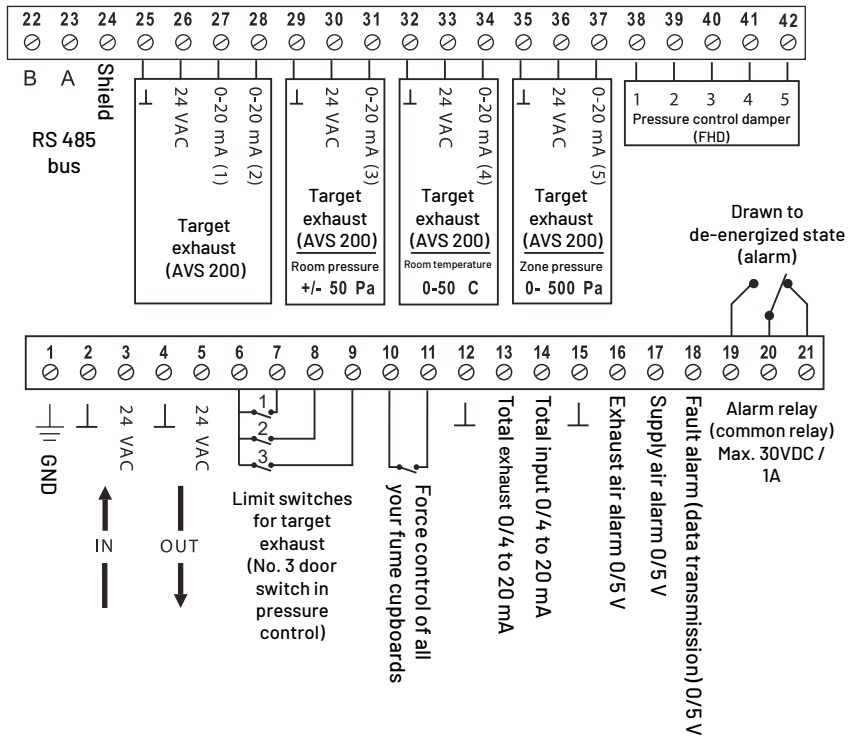 22 23 24 25 26 27 28 29 30 31 32 33 34 35 36 37 38 39 40 41 42
B A Shield
RS 485
bus
⊥ 24 VAC 0-20 mA (1) 0-20 mA (2)
Target
exhaust
(AVS 200)
⊥ 24 VAC 0-20 mA (3)
Target
exhaust
(AVS 200)
Room pressure
+/- 50 Pa
⊥ 24 VAC 0-20 mA (4)
Target
exhaust
(AVS 200)
Room temperature
0-50 C
⊥ 24 VAC 0-20 mA (5)
Target
exhaust
(AVS 200)
Zone pressure
0- 500 Pa
1 2 3 4 5
Pressure control damper
(FHD)
Drawn to
de-energized state
(alarm)
1 2 3 4 5 6 7 8 9 10 11 12 13 14 15 16 17 18 19 20 21
GND
⊥ 24 VAC
IN
⊥ 24 VAC
OUT
1
2
3
Limit switches
for target
exhaust
(No. 3 door
switch in
pressure
control)
Force control of all
your fume cupboards
⊥
Total exhaust 0/4 to 20 mA
Total input 0/4 to 20 mA
⊥
Exhaust air alarm 0/5 V
Supply air alarm 0/5 V
Fault alarm (data transmission) 0/5 V
Alarm relay
(common relay)
Max. 30VDC /
1A